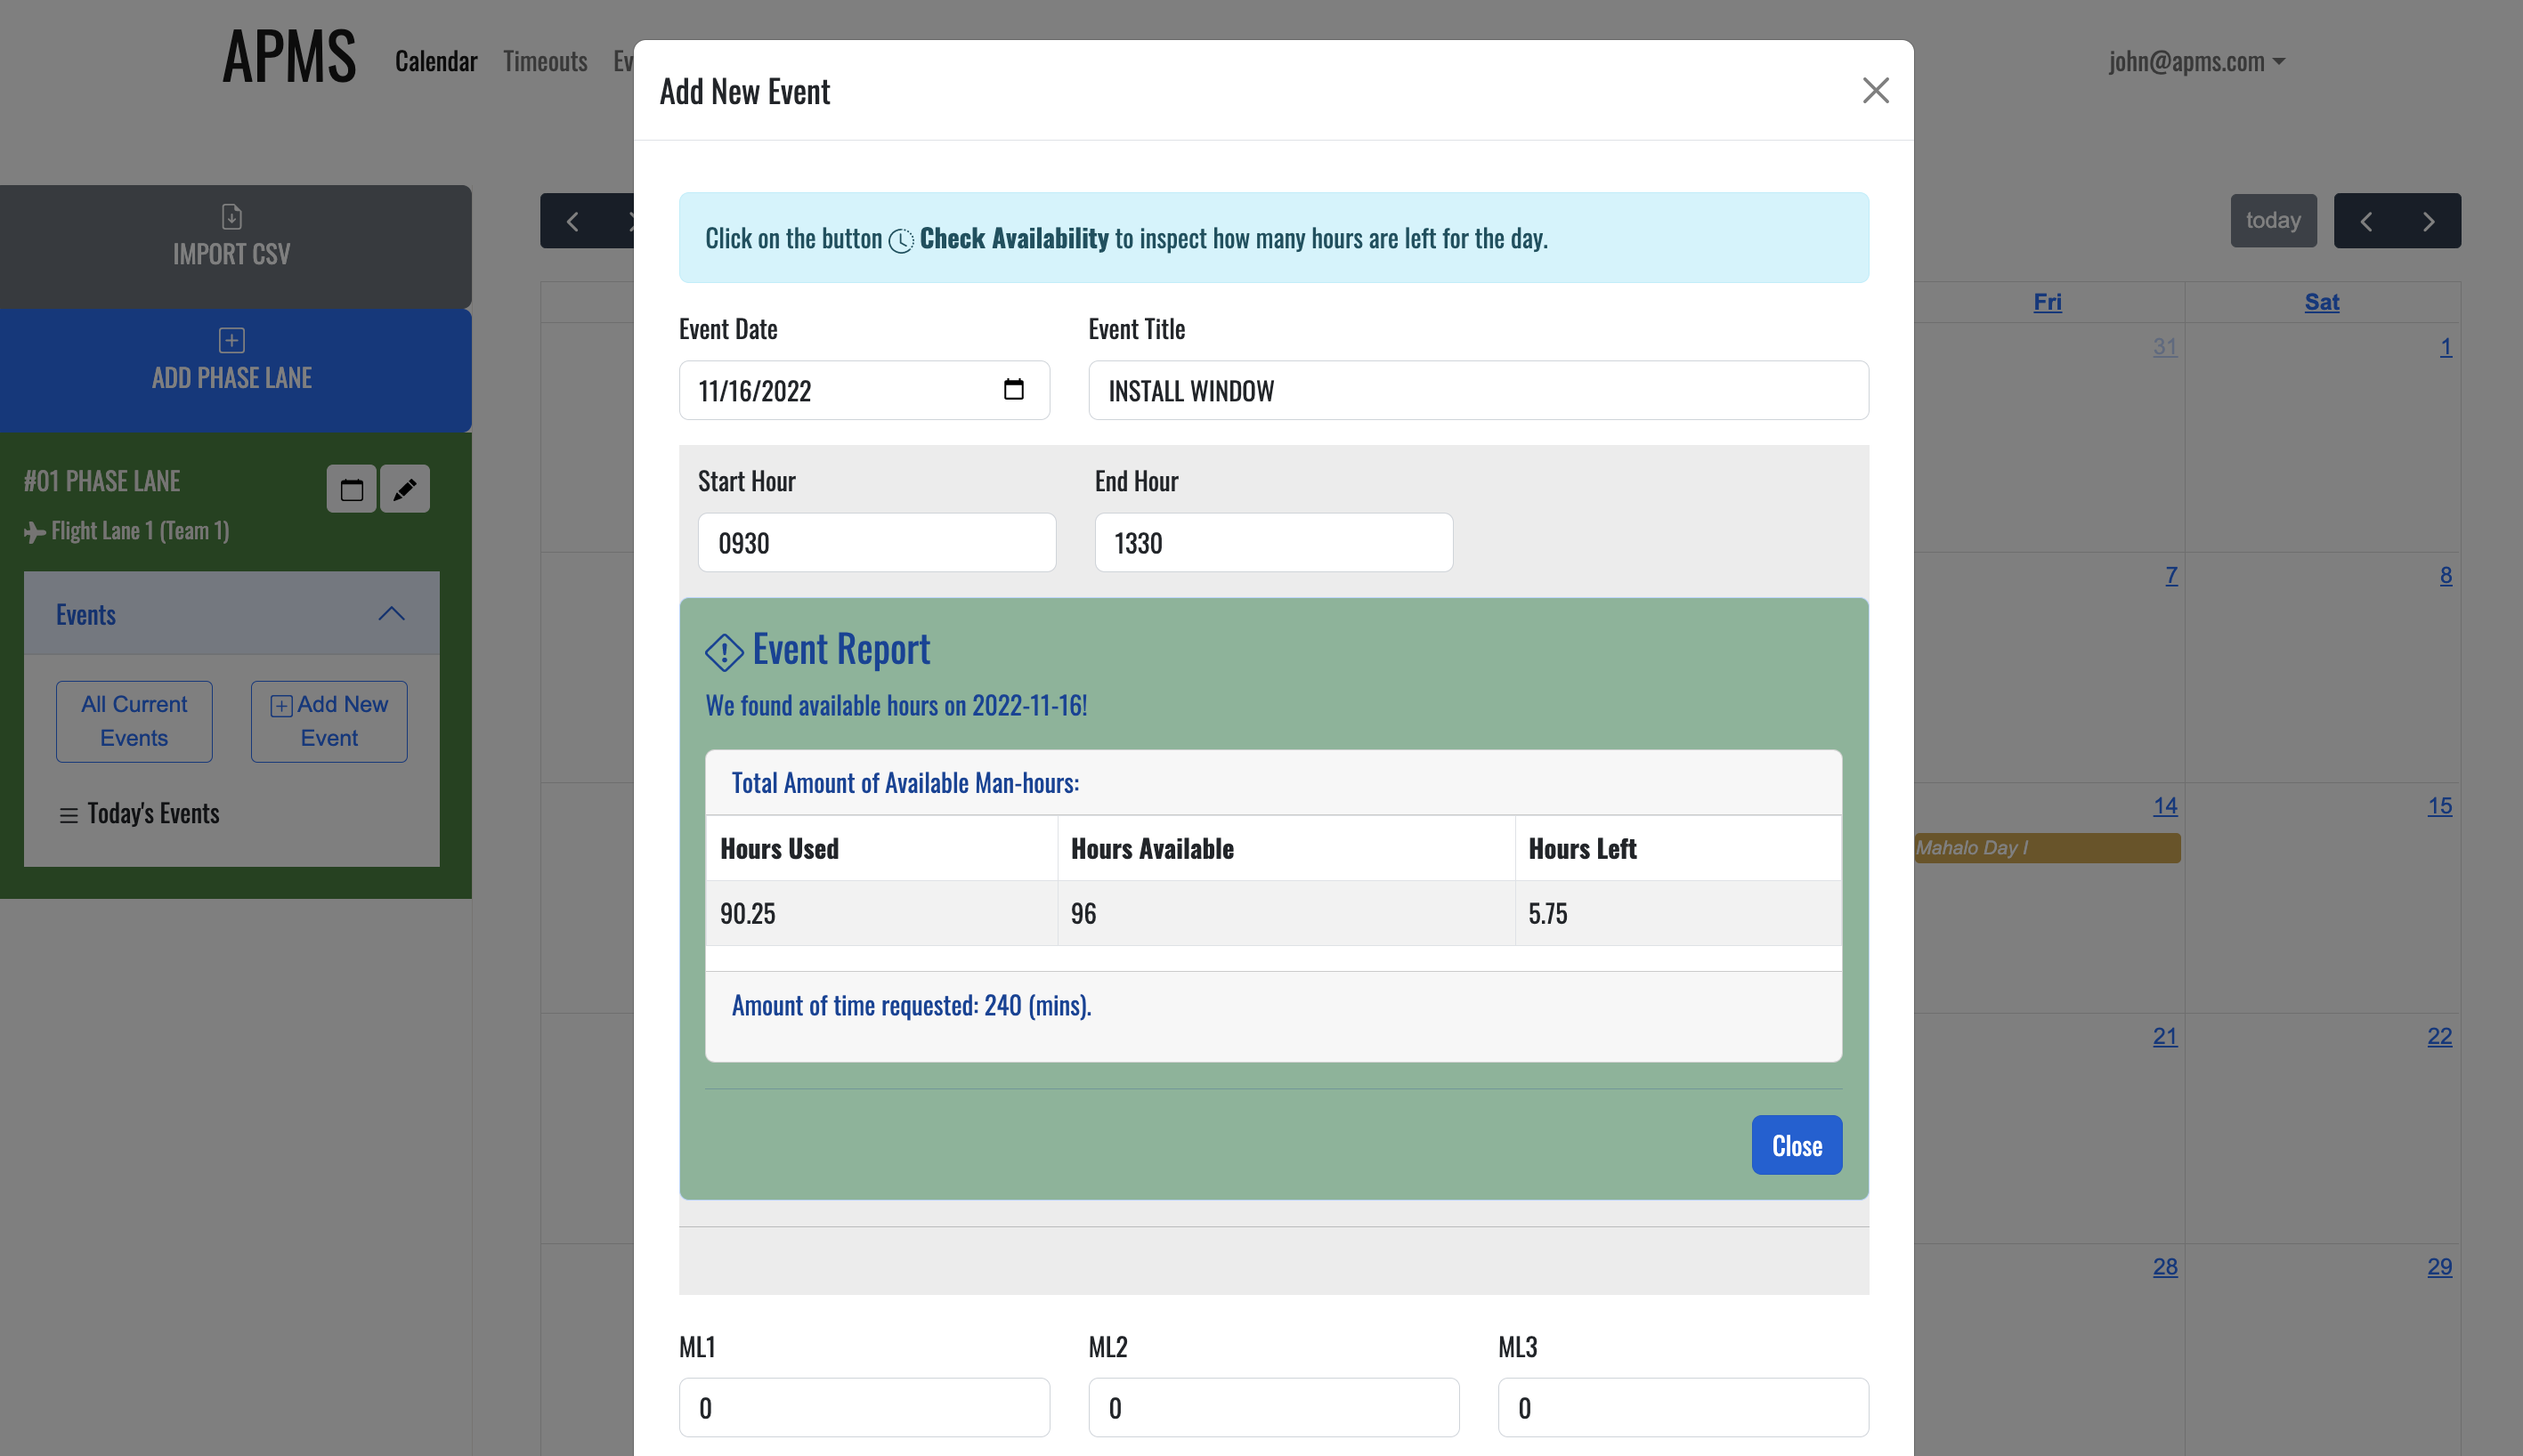 APMS
Calendar
Timeouts
john@apms.com
Add New Event
IMPORT CSV
ADD PHASE LANE
#01 PHASE LANE
Flight Lane 1 (Team 1)
Events
All Current
Events
Add New
Event
Today's Events
Click on the button Check Availability to inspect how many hours are left for the day.
Event Date
Event Title
11/16/2022
INSTALL WINDOW
Start Hour
End Hour
0930
1330
Event Report
We found available hours on 2022-11-16!
Total Amount of Available Man-hours:
Hours Used
Hours Available
Hours Left
90.25
96
5.75
Amount of time requested: 240 (mins).
Close
ML1
ML2
ML3
0
0
0
today
Fri
Sat
31
1
7
8
14
15
Mahalo Day I
21
22
28
29